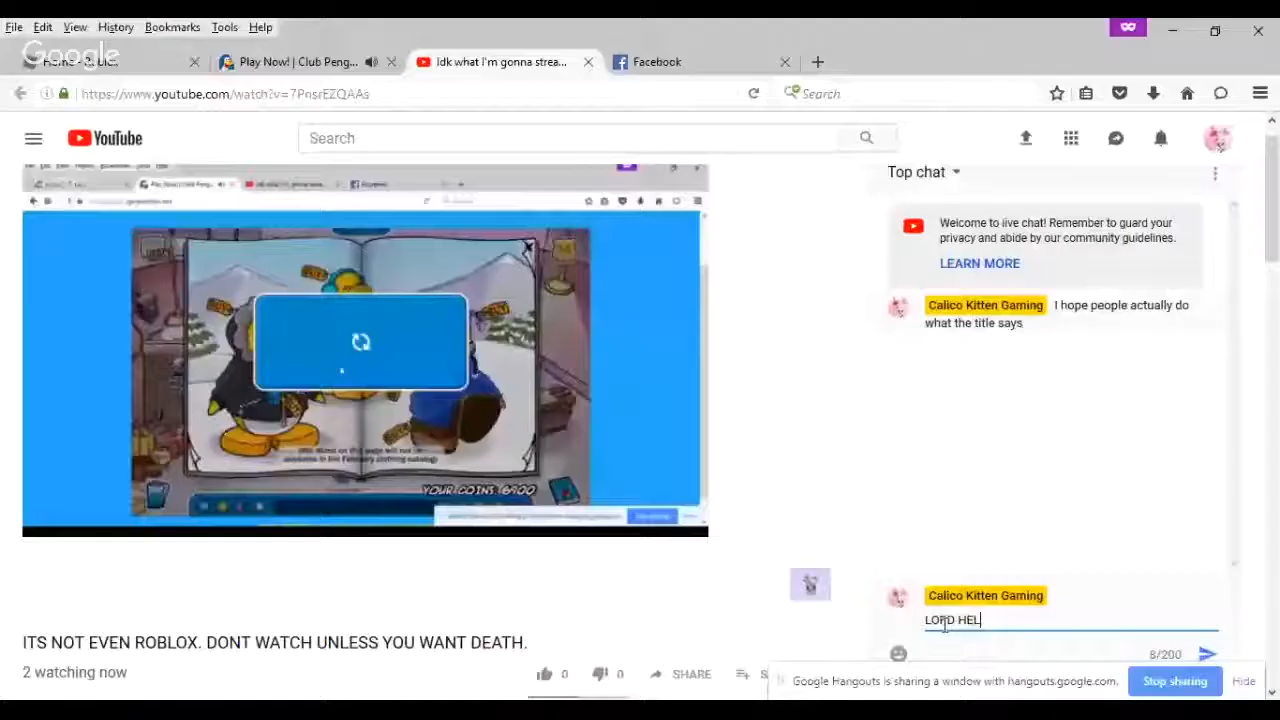 File Edit View History Bookmarks Tools Help
Google
Play Now! | Club Peng...
Idk what I'm gonna strea...
Facebook
https://www.youtube.com/watch?v=7PnsrEZQAAs
Search
YouTube
Search
Top chat
Welcome to live chat! Remember to guard your
privacy and abide by our community guidelines.
LEARN MORE
Calico Kitten Gaming I hope people actually do
what the title says
YOUR COINS: 6900
Calico Kitten Gaming
LORD HEL
8/200
ITS NOT EVEN ROBLOX. DONT WATCH UNLESS YOU WANT DEATH.
2 watching now
0
0
SHARE
S
Google Hangouts is sharing a window with hangouts.google.com.
Stop sharing
Hide